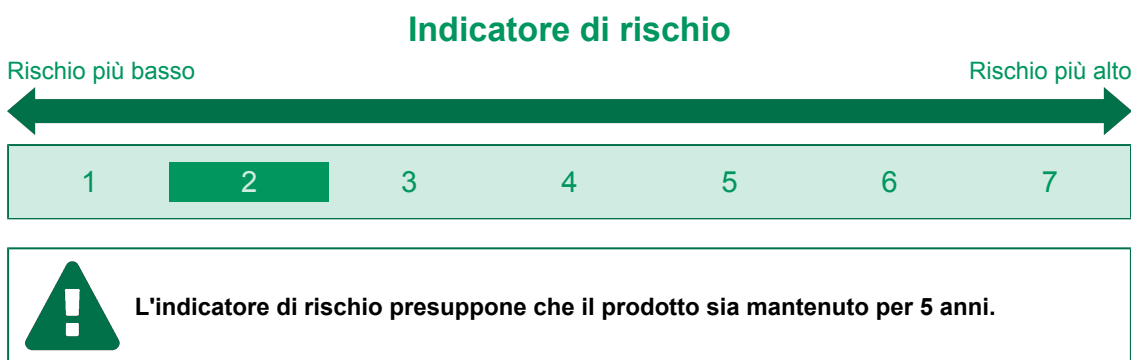 Indicatore di rischio
Rischio più basso Rischio più alto
1 2 3 4 5 6 7
L'indicatore di rischio presuppone che il prodotto sia mantenuto per 5 anni.